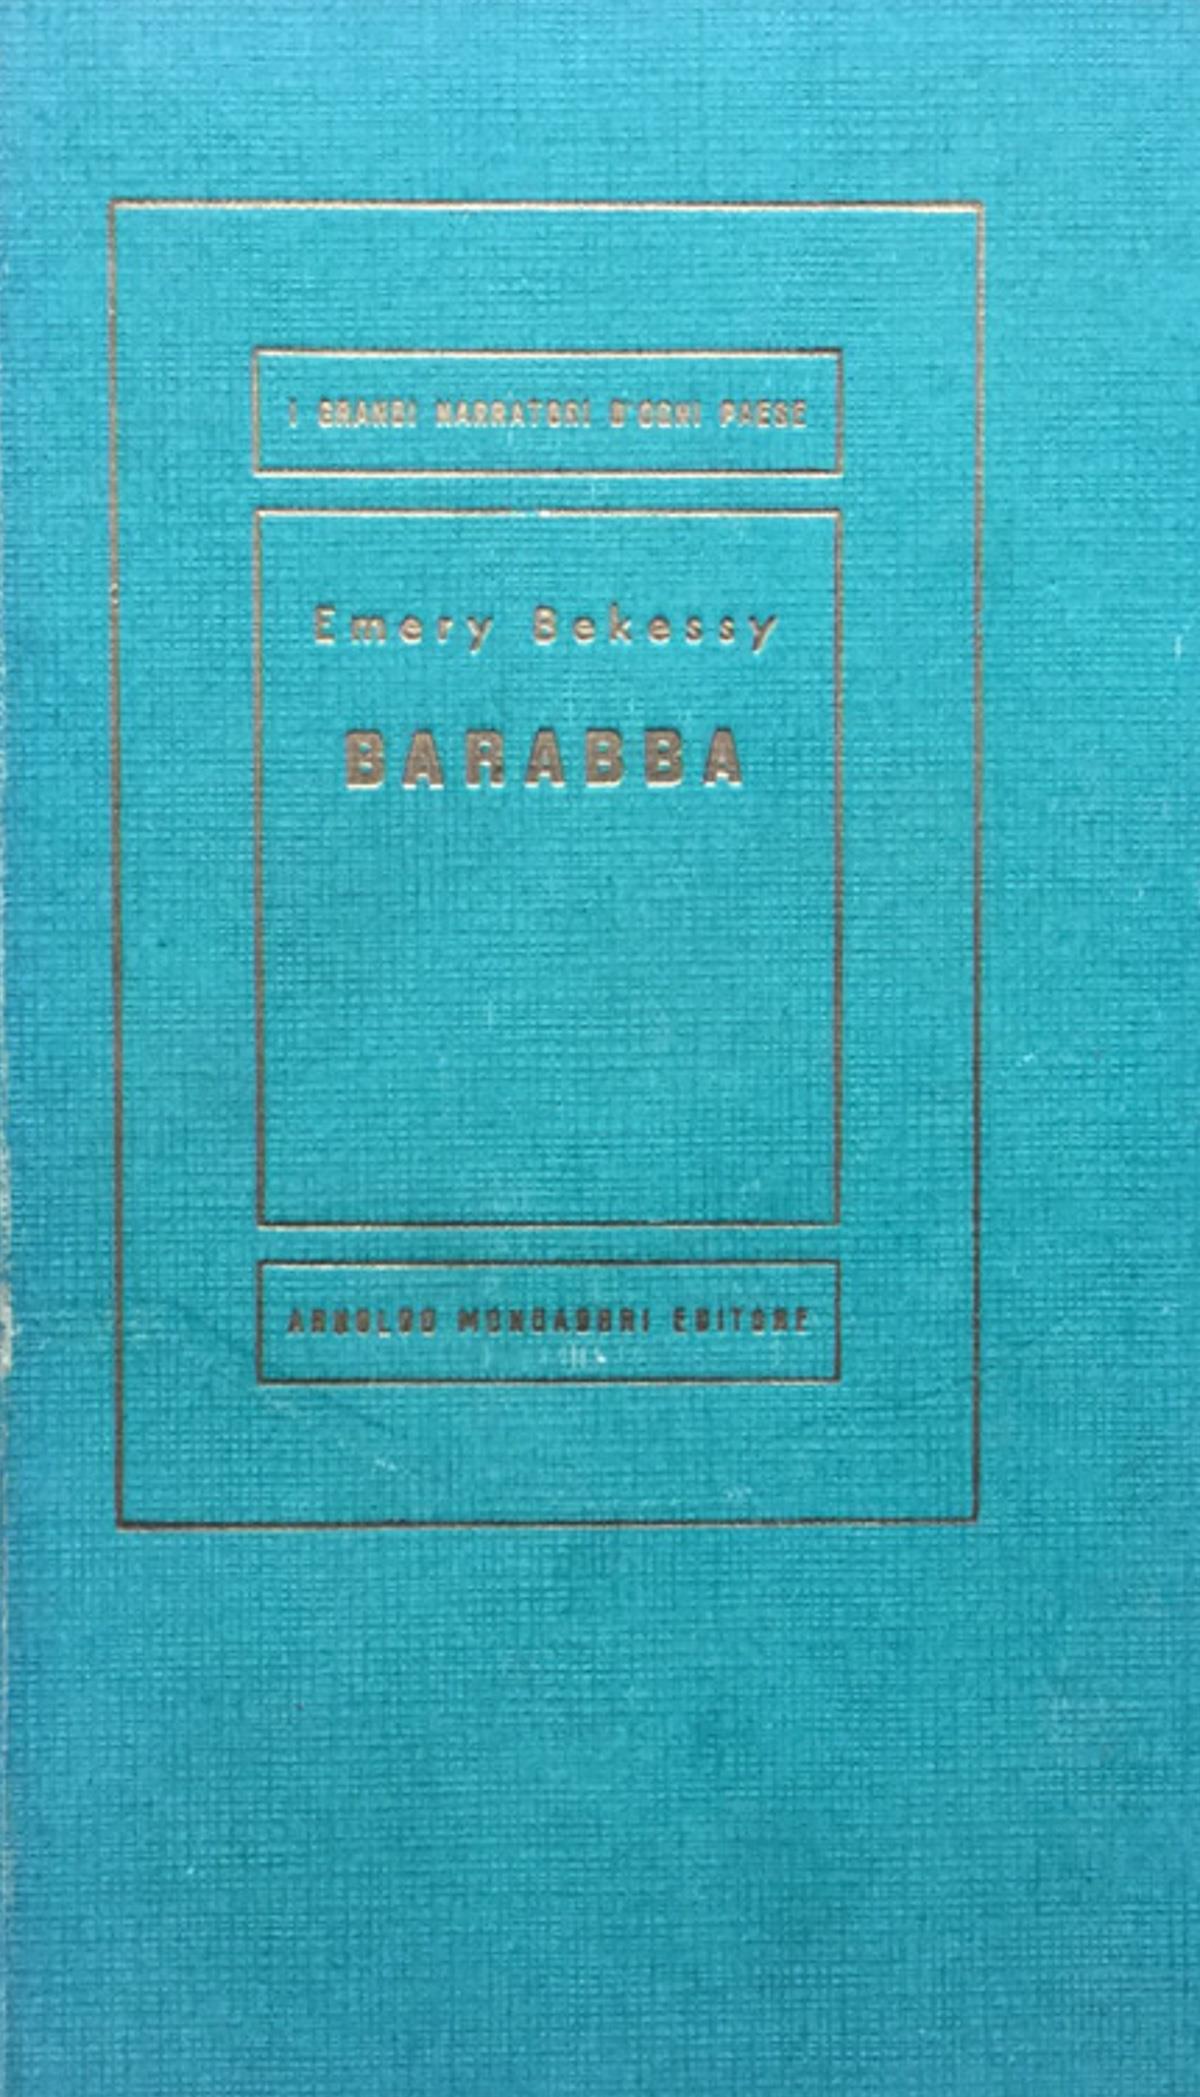 I GRANDI NARRATORI D'OGNI PAESE
Emery Bekessy
BARABBA
ARNOLDO MONDADORI EDITORE